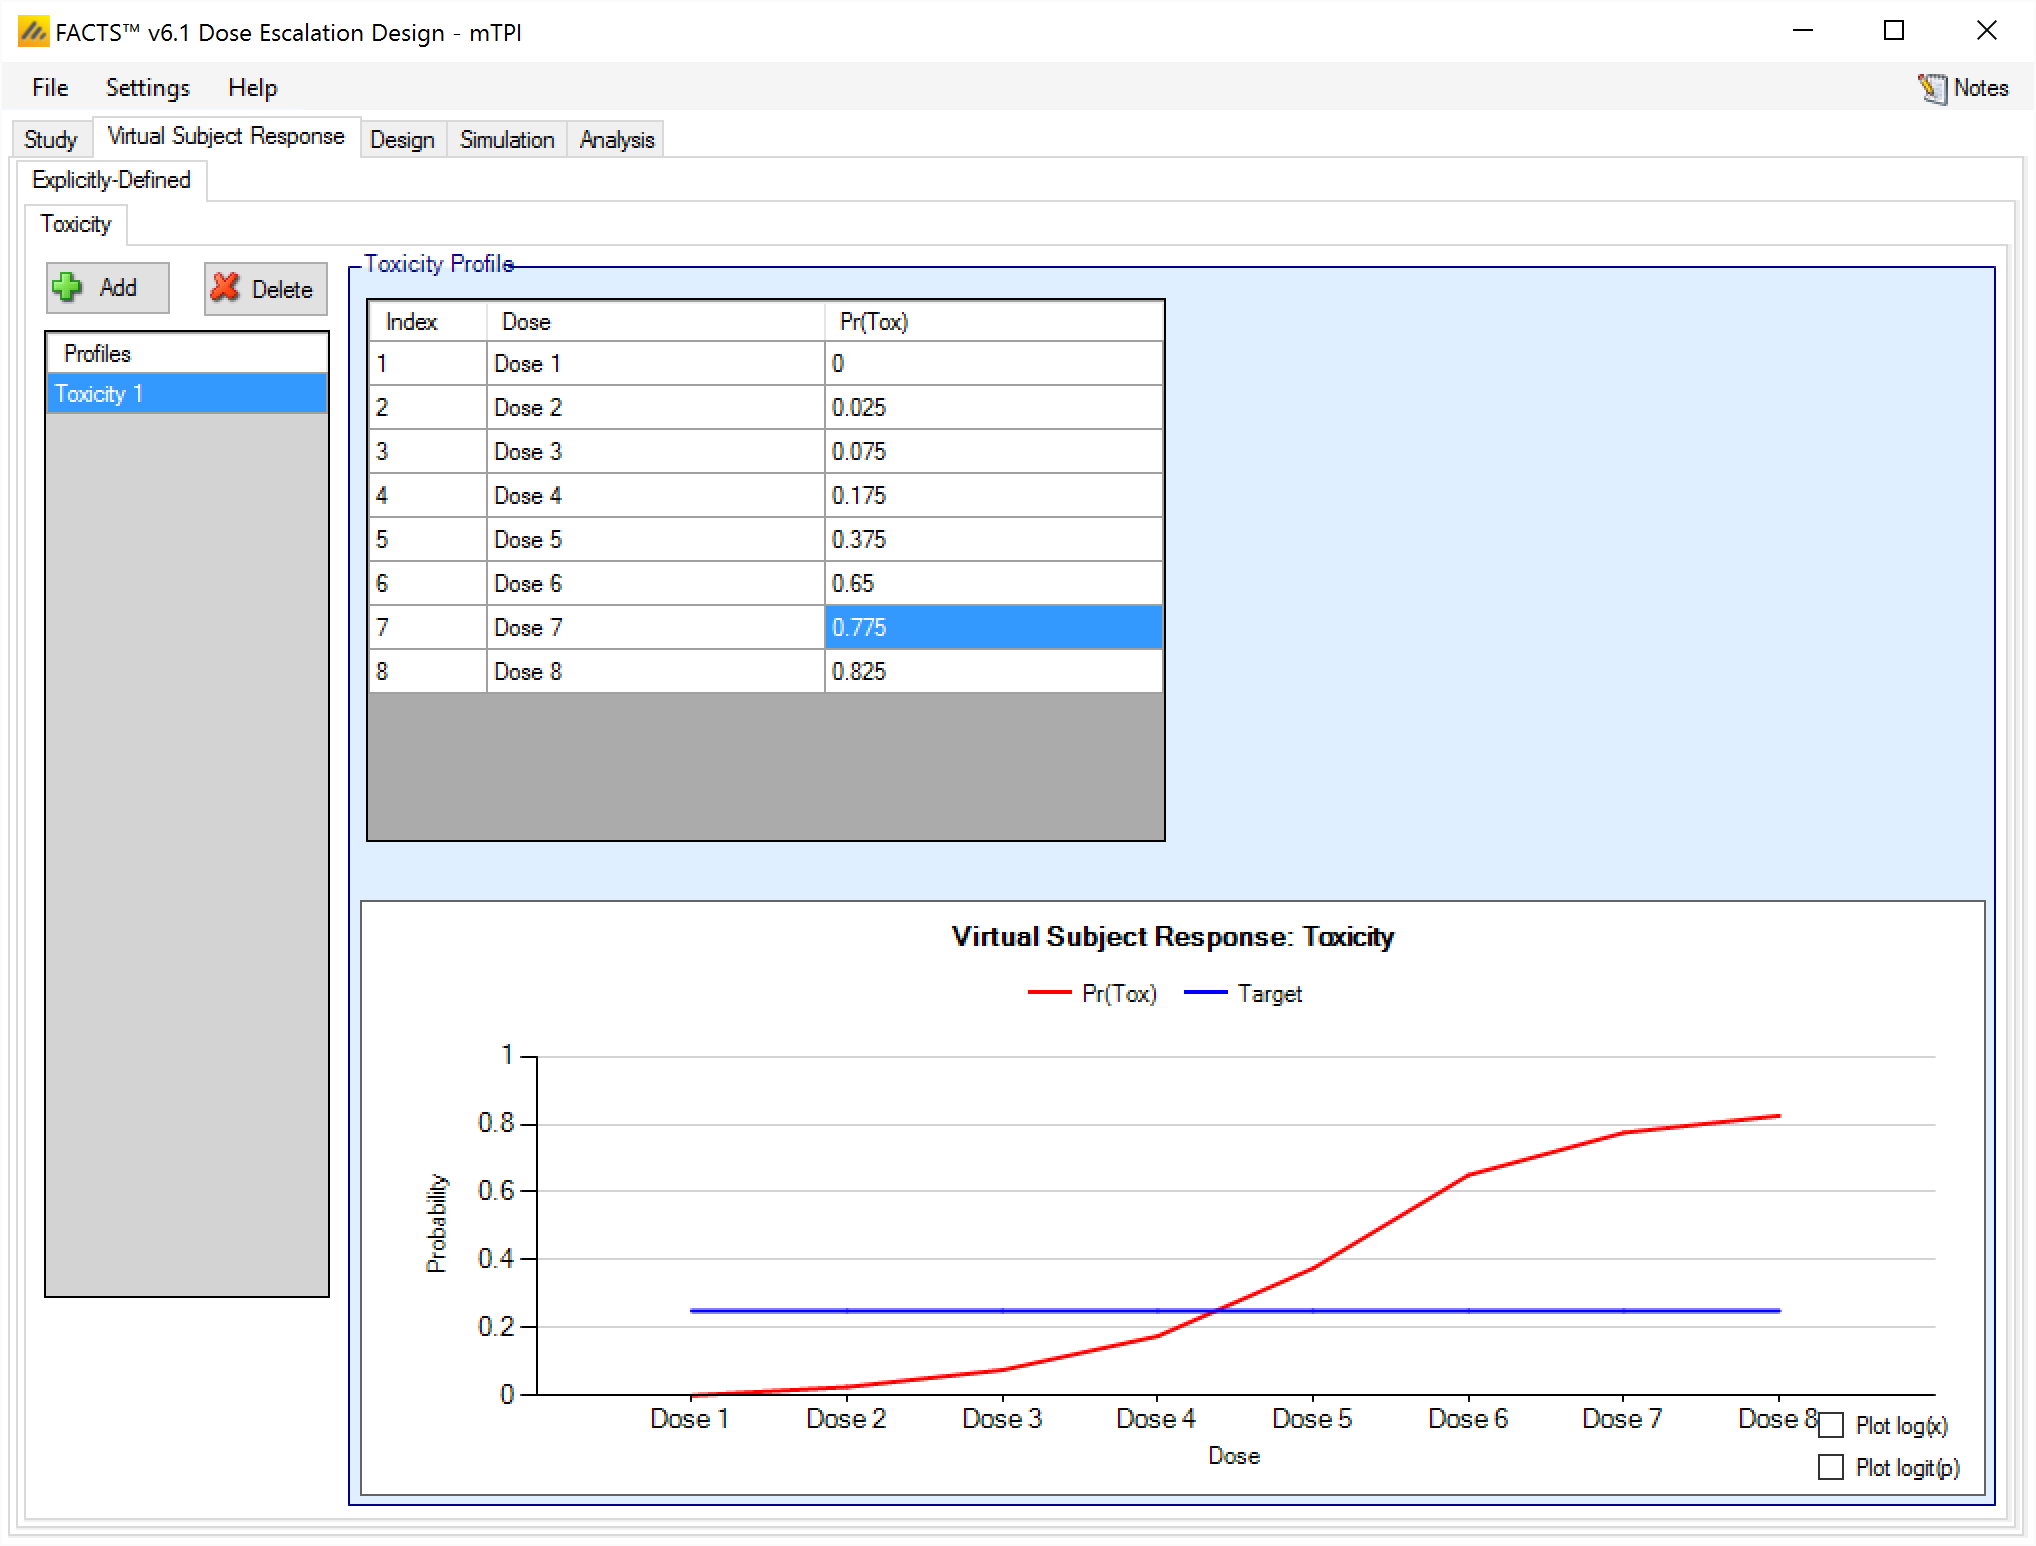 FACTS™ v6.1 Dose Escalation Design - mTPI
File Settings Help Notes
Study Virtual Subject Response Design Simulation Analysis
Explicitly-Defined
Toxicity
Add Delete
Profiles
Toxicity 1
Toxicity Profile
Index Dose Pr(Tox)
1 Dose 1 0
2 Dose 2 0.025
3 Dose 3 0.075
4 Dose 4 0.175
5 Dose 5 0.375
6 Dose 6 0.65
7 Dose 7 0.775
8 Dose 8 0.825
Virtual Subject Response: Toxicity
Pr(Tox) Target
Probability
1
0.8
0.6
0.4
0.2
0
Dose 1 Dose 2 Dose 3 Dose 4 Dose 5 Dose 6 Dose 7 Dose 8
Dose
Plot log(x)
Plot logit(p)